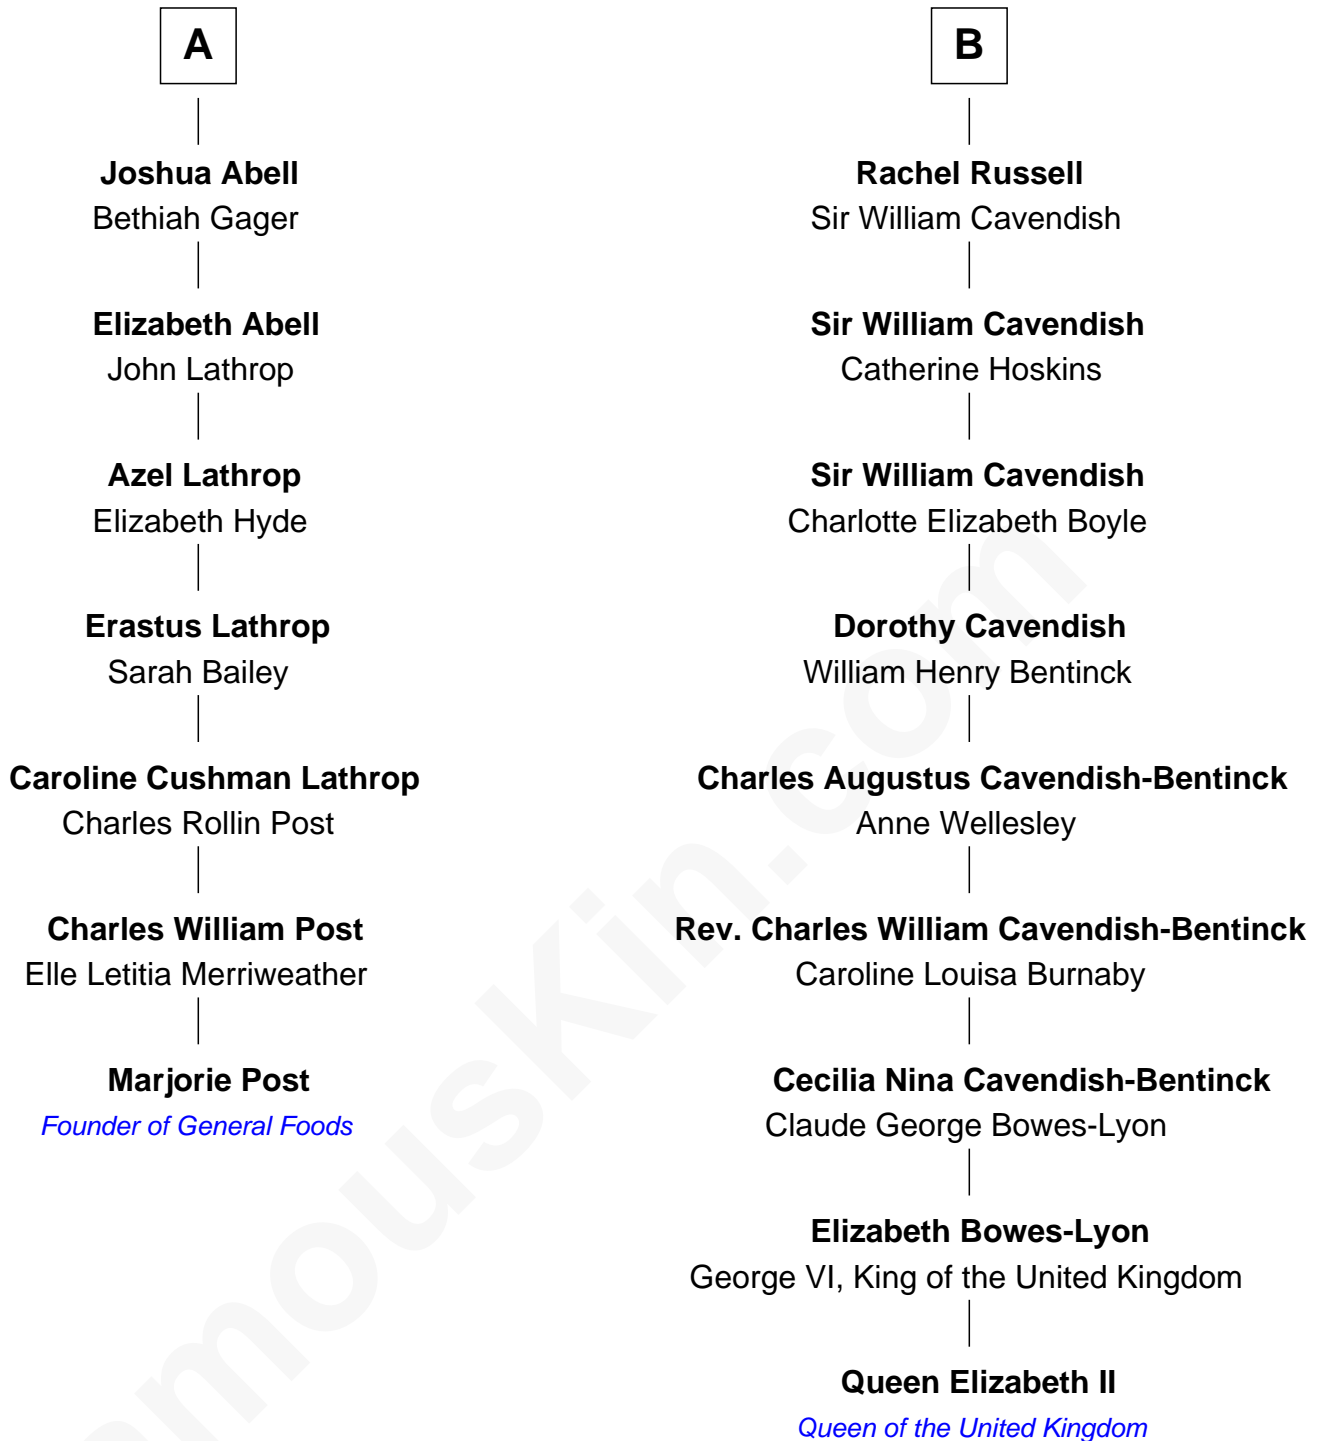 A
Joshua Abell
Bethiah Gager
Elizabeth Abell
John Lathrop
Azel Lathrop
Elizabeth Hyde
Erastus Lathrop
Sarah Bailey
Caroline Cushman Lathrop
Charles Rollin Post
Charles William Post
Elle Letitia Merriweather
Marjorie Post
Founder of General Foods
B
Rachel Russell
Sir William Cavendish
Sir William Cavendish
Catherine Hoskins
Sir William Cavendish
Charlotte Elizabeth Boyle
Dorothy Cavendish
William Henry Bentinck
Charles Augustus Cavendish-Bentinck
Anne Wellesley
Rev. Charles William Cavendish-Bentinck
Caroline Louisa Burnaby
Cecilia Nina Cavendish-Bentinck
Claude George Bowes-Lyon
Elizabeth Bowes-Lyon
George VI, King of the United Kingdom
Queen Elizabeth II
Queen of the United Kingdom
amouskin.com